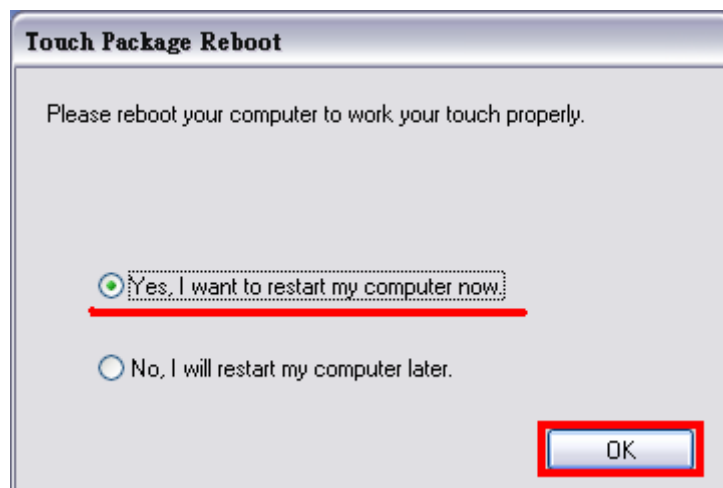 Touch Package Reboot
Please reboot your computer to work your touch properly.
Yes, I want to restart my computer now.
No, I will restart my computer later.
OK